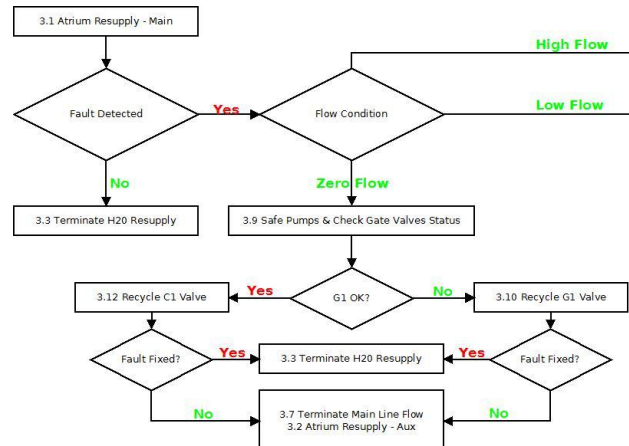 3.1 Atrium Resupply - Main
High Flow
Fault Detected
Yes
Flow Condition
Low Flow
No
Zero Flow
3.3 Terminate H20 Resupply
3.9 Safe Pumps & Check Gate Valves Status
3.12 Recycle C1 Valve
Yes
G1 OK?
No
3.10 Recycle G1 Valve
Fault Fixed?
Yes
3.3 Terminate H20 Resupply
Yes
Fault Fixed?
No
3.7 Terminate Main Line Flow
3.2 Atrium Resupply - Aux
No